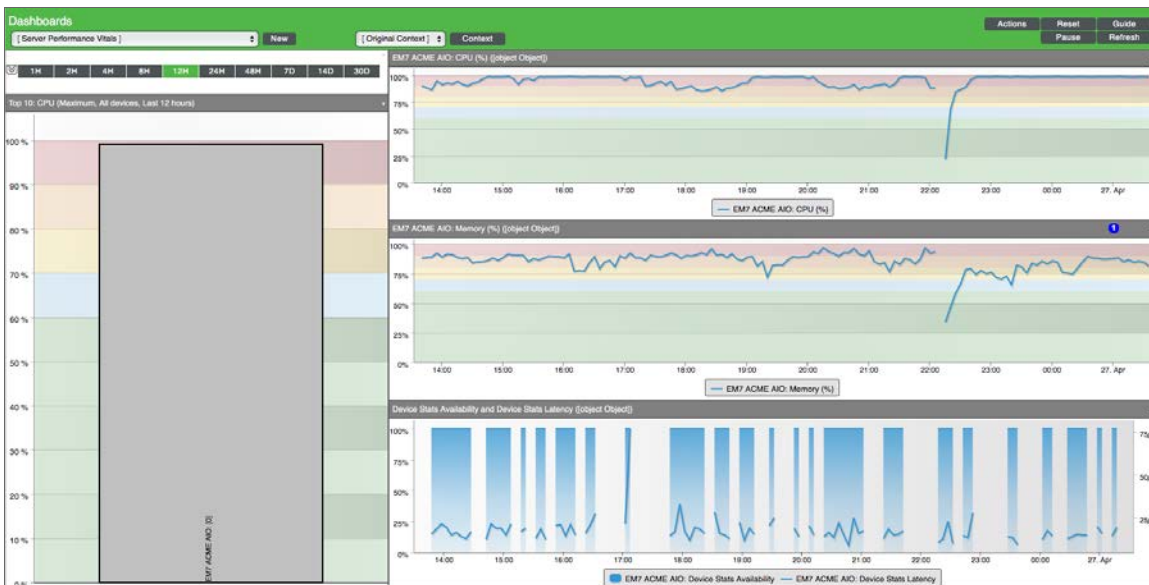 Dashboards
[ Server Performance Vitals ]
New
[ Original Context ]
Context
Actions
Reset
Guide
Pause
Refresh
1H 2H 4H 8H 12H 24H 48H 7D 14D 30D
Top 10: CPU (Maximum, All devices, Last 12 hours)
100 %
90 %
80 %
70 %
60 %
50 %
40 %
30 %
20 %
10 %
0 %
EM7 ACME AIO: [0]
EM7 ACME AIO: CPU (%) ([object Object])
100%
75%
50%
25%
0%
14:00 15:00 16:00 17:00 18:00 19:00 20:00 21:00 22:00 23:00 00:00 27. Apr
EM7 ACME AIO: CPU (%)
EM7 ACME AIO: Memory (%) ([object Object])
1
100%
75%
50%
25%
0%
14:00 15:00 16:00 17:00 18:00 19:00 20:00 21:00 22:00 23:00 00:00 27. Apr
EM7 ACME AIO: Memory (%)
Device Stats Availability and Device Stats Latency ([object Object])
100%
75%
50%
25%
0%
14:00 15:00 16:00 17:00 18:00 19:00 20:00 21:00 22:00 23:00 00:00 27. Apr
EM7 ACME AIO: Device Stats Availability
EM7 ACME AIO: Device Stats Latency